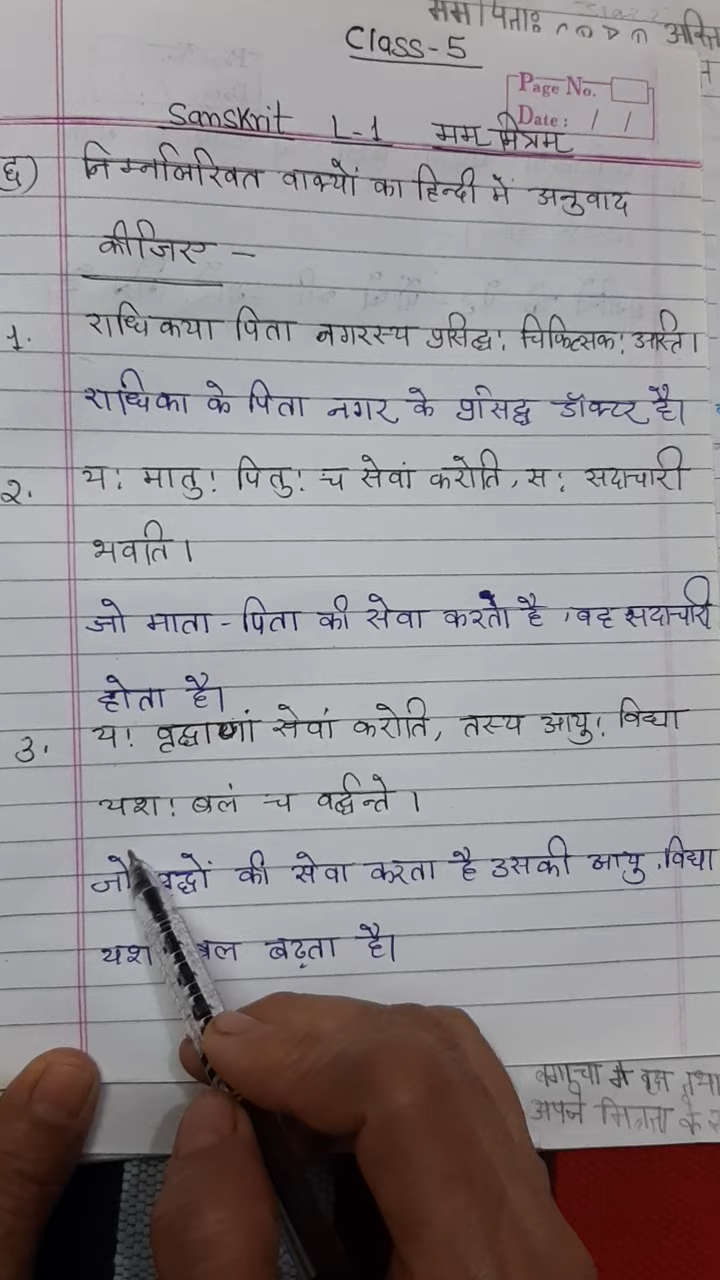 Class-5
Page No.
Date: / /
Sanskrit L-1 मम मित्रम
छ) निम्नलिखित वाक्यों का हिन्दी में अनुवाद
कीजिए -
1. राधिकया पिता नगरस्य प्रसिद्धः चिकित्सकः अस्ति।
राधिका के पिता नगर के प्रसिद्ध डॉक्टर है।
२. यः मातुः पितुः च सेवां करोति, सः सदाचारी
भवति।
जो माता-पिता की सेवा करते है, वह सदाचारी
होता है।
3. यः वृद्धाणां सेवां करोति, तस्य आयुः विद्या
यशः बलं च वर्द्धन्ते।
जो वृद्धों की सेवा करता है उसकी आयु, विद्या
यश बल बढ़ता है।
अपने मित्रता के